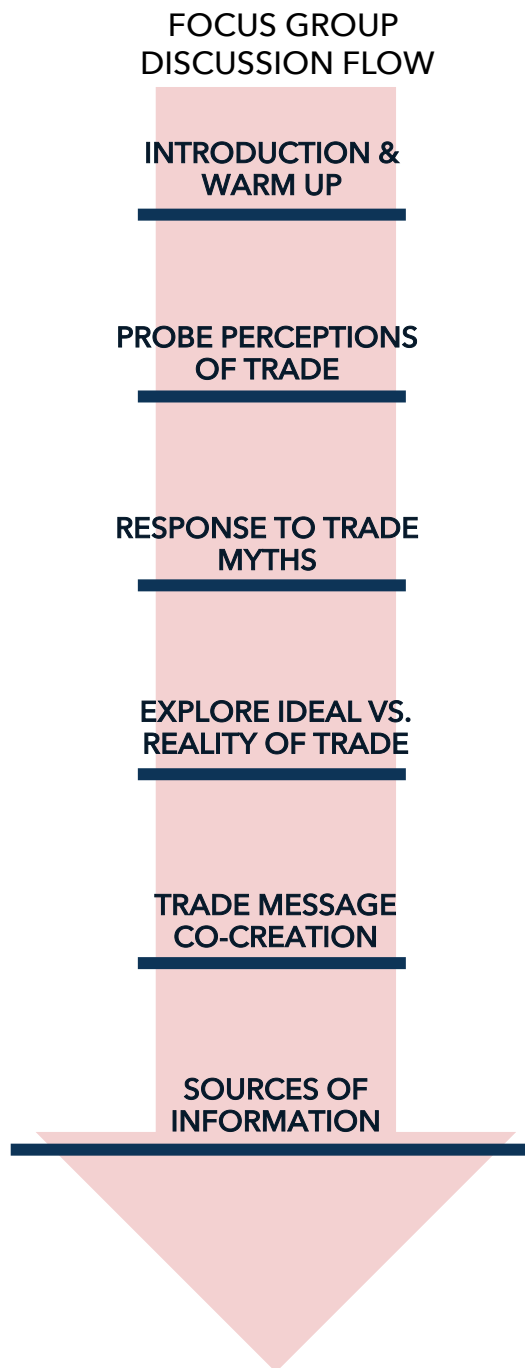 FOCUS GROUP
DISCUSSION FLOW
INTRODUCTION &
WARM UP
PROBE PERCEPTIONS
OF TRADE
RESPONSE TO TRADE
MYTHS
EXPLORE IDEAL VS.
REALITY OF TRADE
TRADE MESSAGE
CO-CREATION
SOURCES OF
INFORMATION